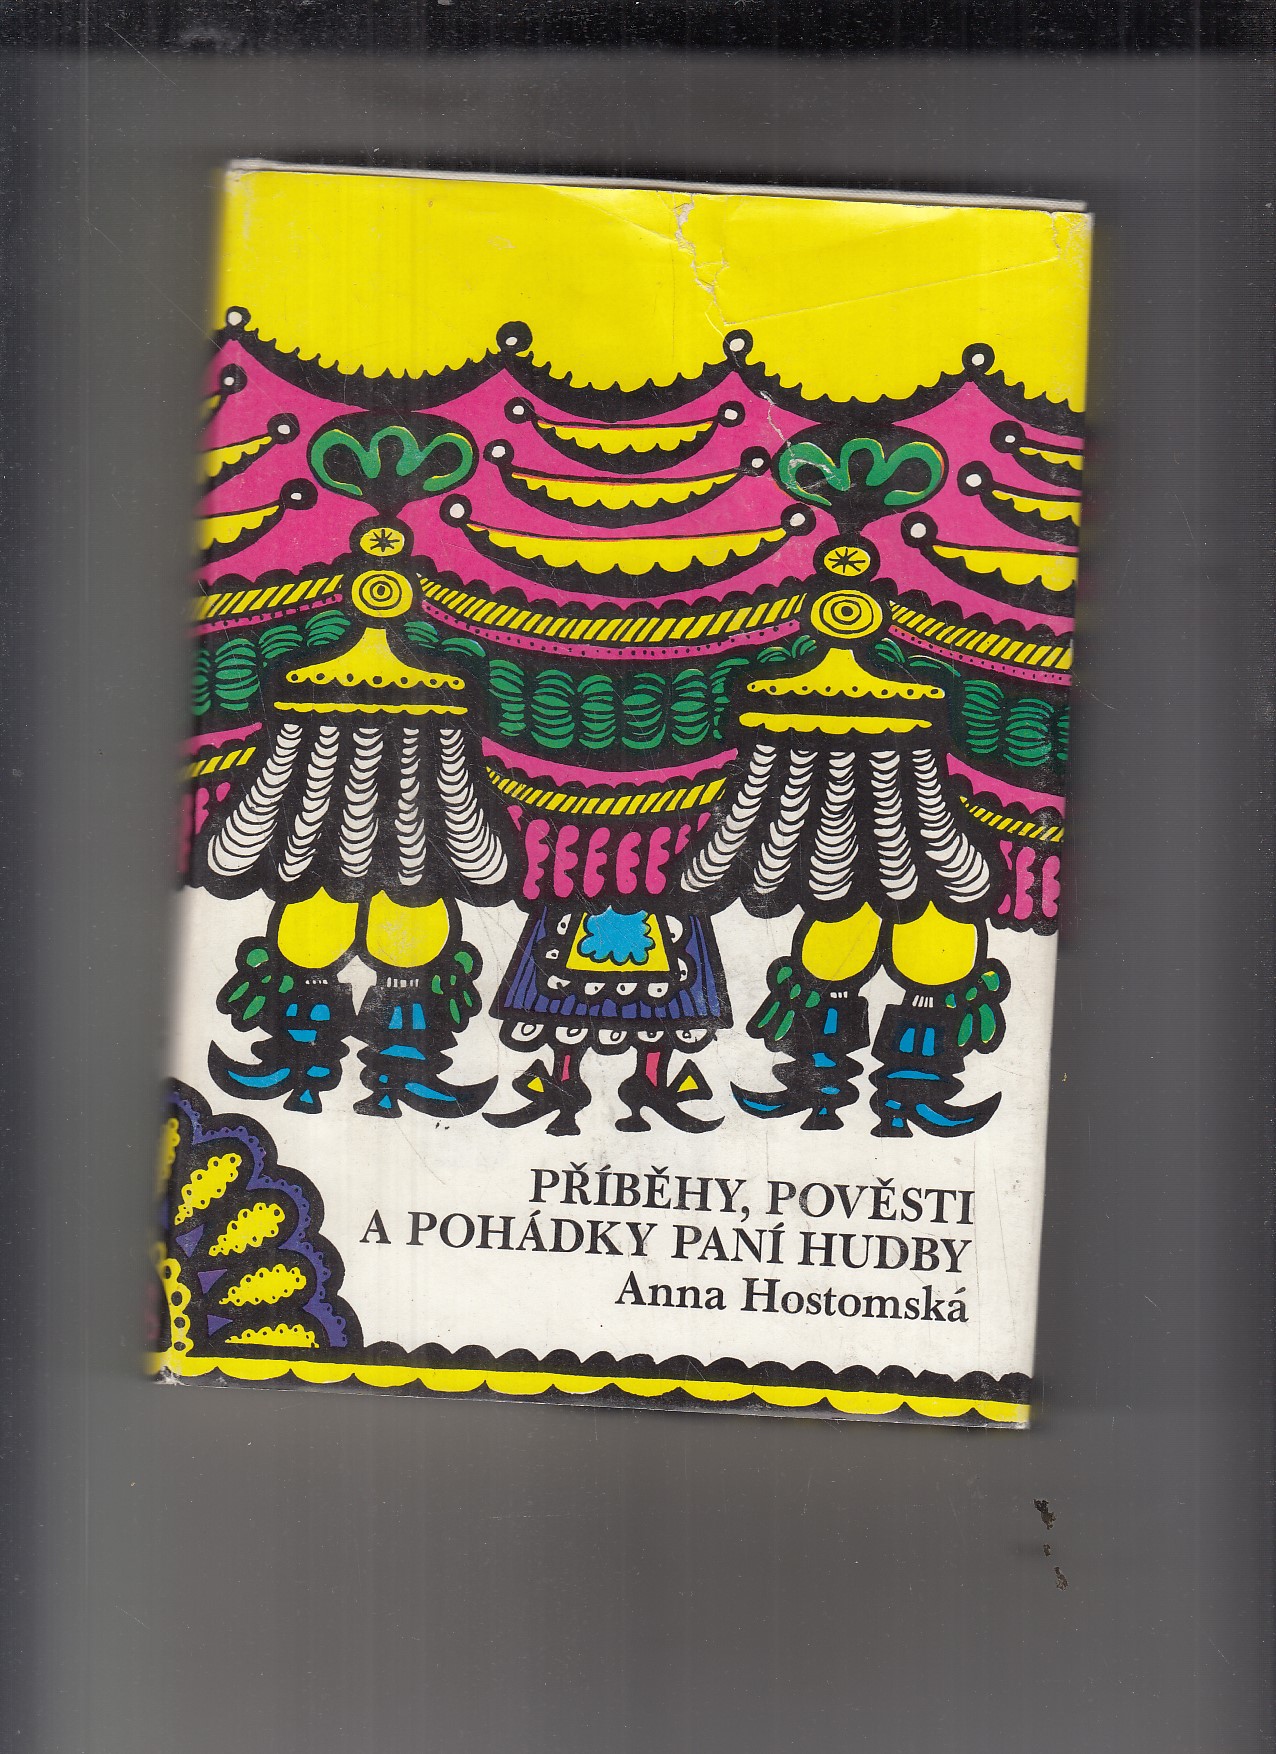 PŘÍBĚHY, POVĚSTI
A POHÁDKY PANÍ HUDBY
Anna Hostomská